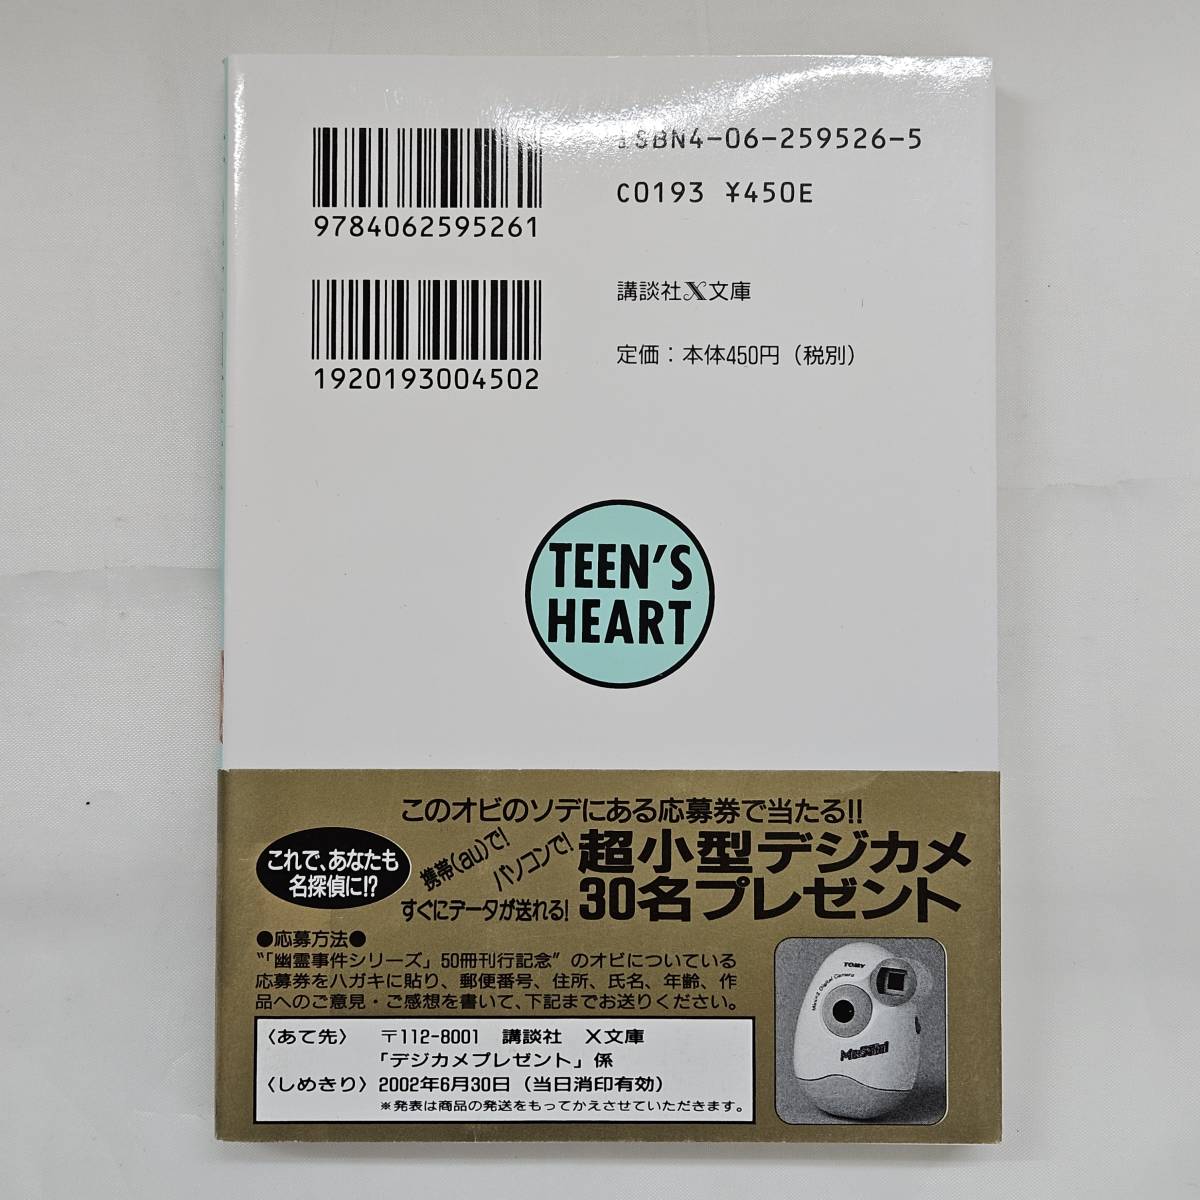 ISBN4-06-259526-5
C0193 ¥450E
9784062595261
講談社X文庫
1920193004502
定価：本体450円（税別）
TEEN'S
HEART
このオビのソデにある応募券で当たる!!
これで、あなたも
名探偵に!?
携帯(au)で!
パソコンで!
すぐにデータが送れる!
超小型デジカメ
30名プレゼント
●応募方法●
“「幽霊事件シリーズ」50冊刊行記念”のオビについている
応募券をハガキに貼り、郵便番号、住所、氏名、年齢、作
品へのご意見・ご感想を書いて、下記までお送りください。
〈あて先〉 〒112-8001 講談社 X文庫
「デジカメプレゼント」係
〈しめきり〉2002年6月30日（当日消印有効）
※発表は商品の発送をもってかえさせていただきます。
TOMY
Digital Camera